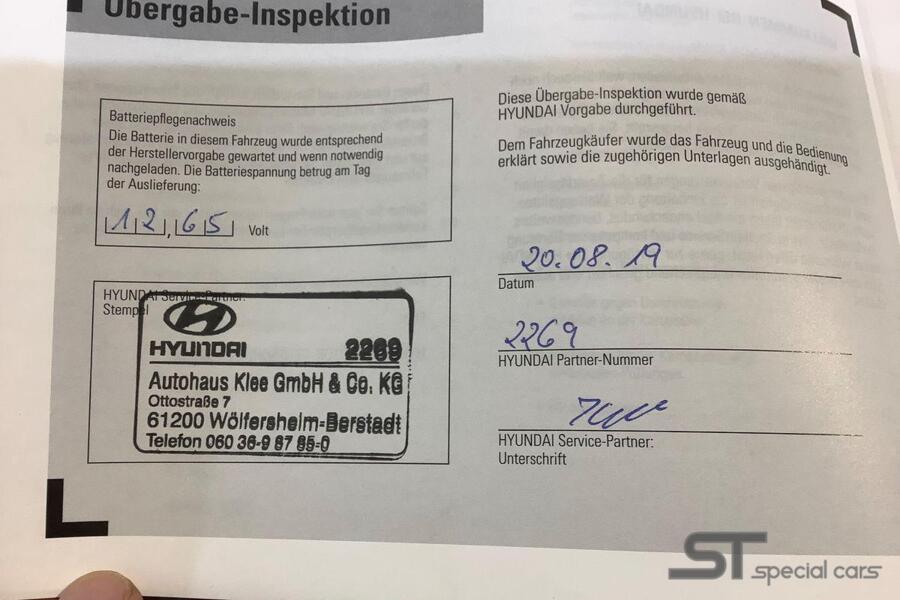 Übergabe-Inspektion
Batteriepflegenachweis
Die Batterie in diesem Fahrzeug wurde entsprechend
der Herstellervorgabe gewartet und wenn notwendig
nachgeladen. Die Batteriespannung betrug am Tag
der Auslieferung:
12,65 Volt
HYUNDAI Service-Partner:
Stempel
HYUNDAI 2269
Autohaus Klee GmbH & Co. KG
Ottostraße 7
61200 Wölfersheim-Berstadt
Telefon 060 36-9 87 85-0
Diese Übergabe-Inspektion wurde gemäß
HYUNDAI Vorgabe durchgeführt.
Dem Fahrzeugkäufer wurde das Fahrzeug und die Bedienung
erklärt sowie die zugehörigen Unterlagen ausgehändigt.
20.08.19
Datum
2269
HYUNDAI Partner-Nummer
HYUNDAI Service-Partner:
Unterschrift
ST special cars